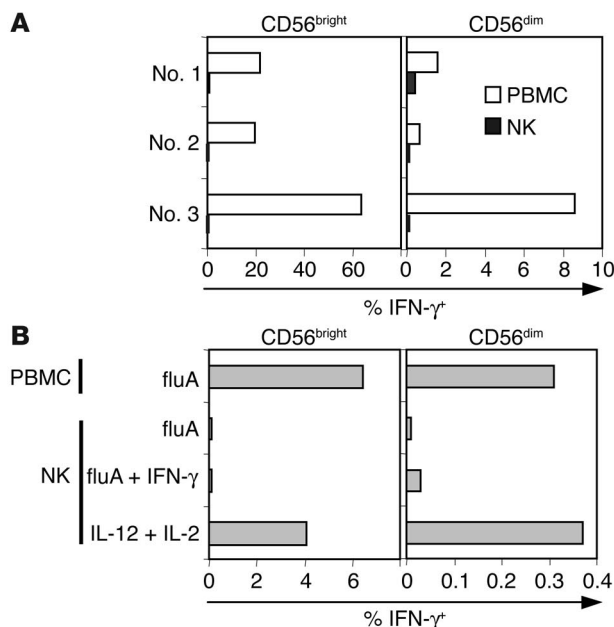 A
CD56bright CD56dim
No. 1
PBMC
NK
No. 2
No. 3
0 20 40 60 0 2 4 6 8 10
% IFN-γ+
B
CD56bright CD56dim
PBMC fluA
fluA
NK fluA + IFN-γ
IL-12 + IL-2
0 2 4 6 0 0.1 0.2 0.3 0.4
% IFN-γ+